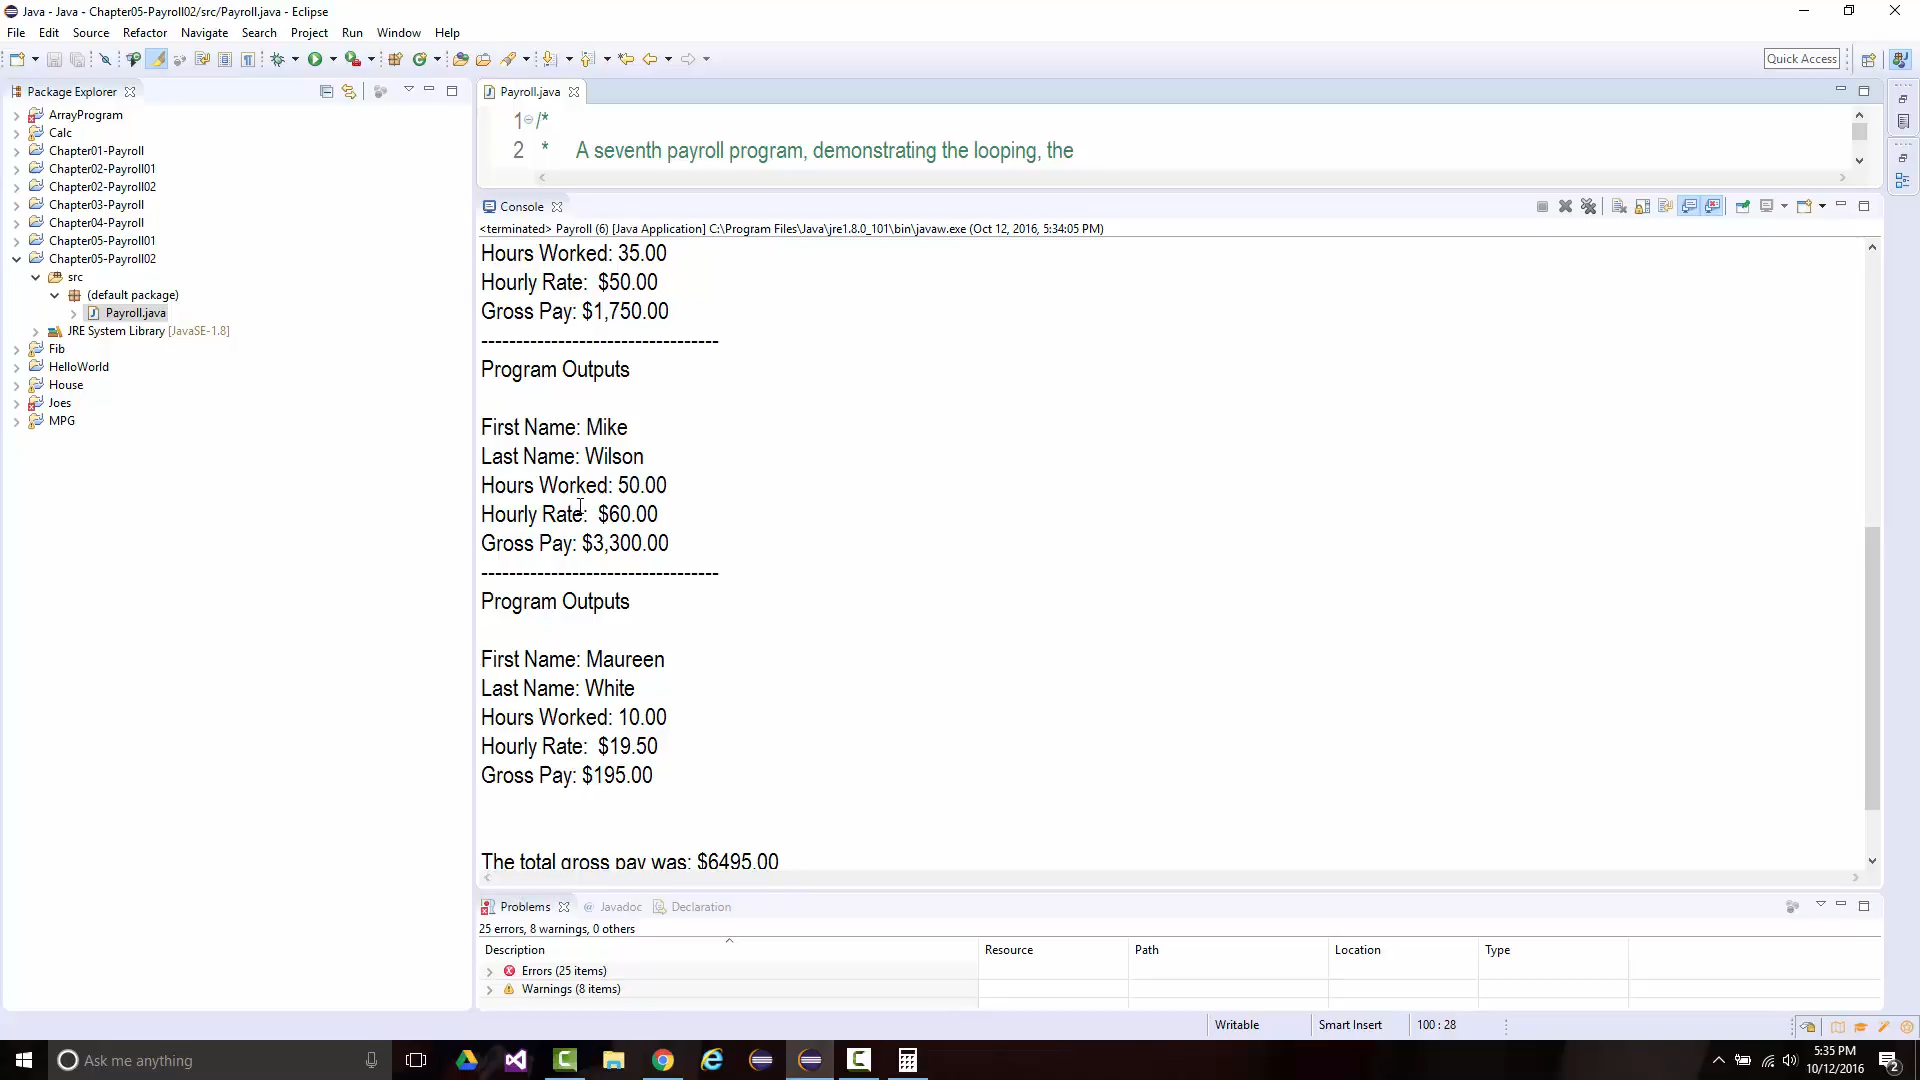 Java - Java - Chapter05-Payroll02/src/Payroll.java - Eclipse
File Edit Source Refactor Navigate Search Project Run Window Help
Quick Access
Package Explorer
ArrayProgram
Calc
Chapter01-Payroll
Chapter02-Payroll01
Chapter02-Payroll02
Chapter03-Payroll
Chapter04-Payroll
Chapter05-Payroll01
Chapter05-Payroll02
src
(default package)
Payroll.java
JRE System Library [JavaSE-1.8]
Fib
HelloWorld
House
Joes
MPG
Payroll.java
1 /*
2 * A seventh payroll program, demonstrating the looping, the
Console
<terminated> Payroll (6) [Java Application] C:\Program Files\Java\jre1.8.0_101\bin\javaw.exe (Oct 12, 2016, 5:34:05 PM)
Hours Worked: 35.00
Hourly Rate:  $50.00
Gross Pay: $1,750.00
----------------------------------
Program Outputs
First Name: Mike
Last Name: Wilson
Hours Worked: 50.00
Hourly Rate:  $60.00
Gross Pay: $3,300.00
----------------------------------
Program Outputs
First Name: Maureen
Last Name: White
Hours Worked: 10.00
Hourly Rate:  $19.50
Gross Pay: $195.00
The total gross pay was: $6495.00
Problems @ Javadoc Declaration
25 errors, 8 warnings, 0 others
Description Resource Path Location Type
Errors (25 items)
Warnings (8 items)
Writable Smart Insert 100 : 28
Ask me anything
5:35 PM
10/12/2016
2